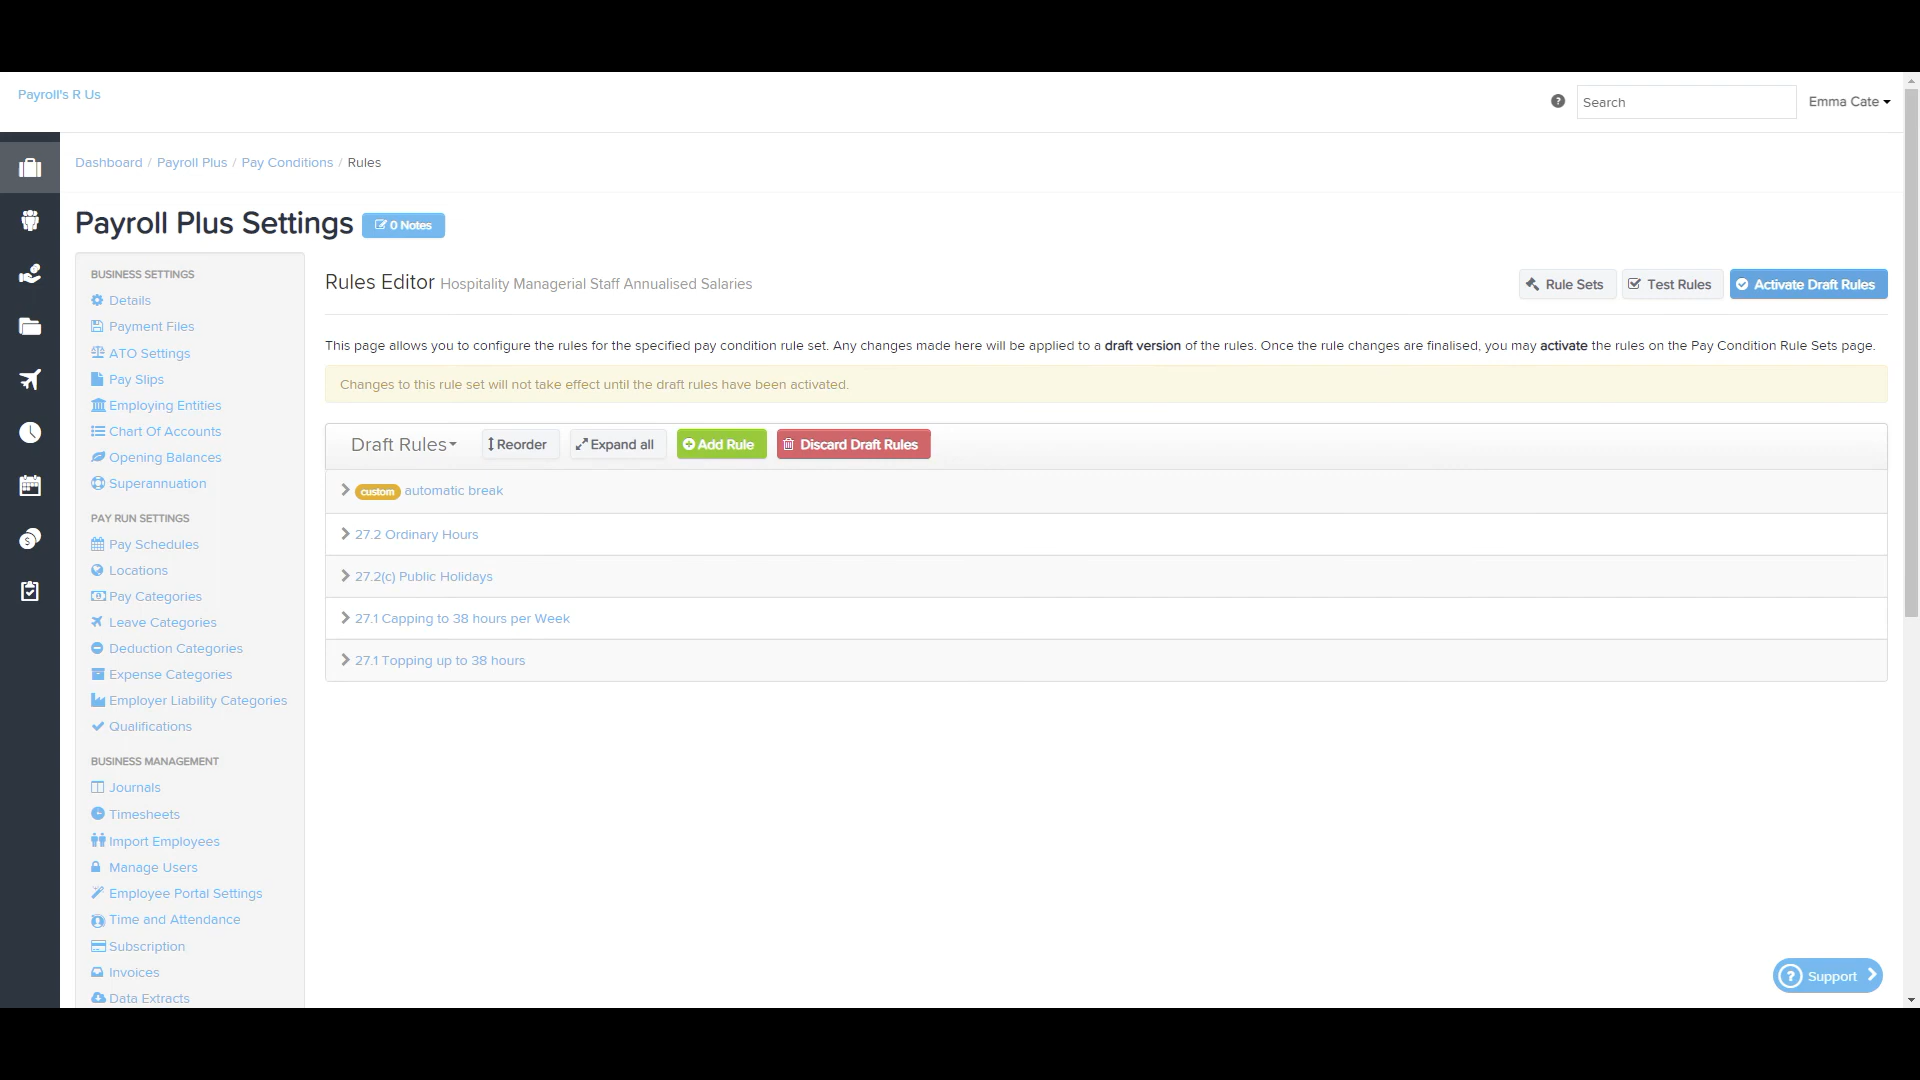 Payroll's R Us
Search
Emma Cate
Dashboard / Payroll Plus / Pay Conditions / Rules
Payroll Plus Settings
0 Notes
BUSINESS SETTINGS
Details
Payment Files
ATO Settings
Pay Slips
Employing Entities
Chart Of Accounts
Opening Balances
Superannuation
PAY RUN SETTINGS
Pay Schedules
Locations
Pay Categories
Leave Categories
Deduction Categories
Expense Categories
Employer Liability Categories
Qualifications
BUSINESS MANAGEMENT
Journals
Timesheets
Import Employees
Manage Users
Employee Portal Settings
Time and Attendance
Subscription
Invoices
Data Extracts
Rules Editor Hospitality Managerial Staff Annualised Salaries
Rule Sets
Test Rules
Activate Draft Rules
This page allows you to configure the rules for the specified pay condition rule set. Any changes made here will be applied to a draft version of the rules. Once the rule changes are finalised, you may activate the rules on the Pay Condition Rule Sets page.
Changes to this rule set will not take effect until the draft rules have been activated.
Draft Rules
Reorder
Expand all
Add Rule
Discard Draft Rules
custom automatic break
27.2 Ordinary Hours
27.2(c) Public Holidays
27.1 Capping to 38 hours per Week
27.1 Topping up to 38 hours
? Support